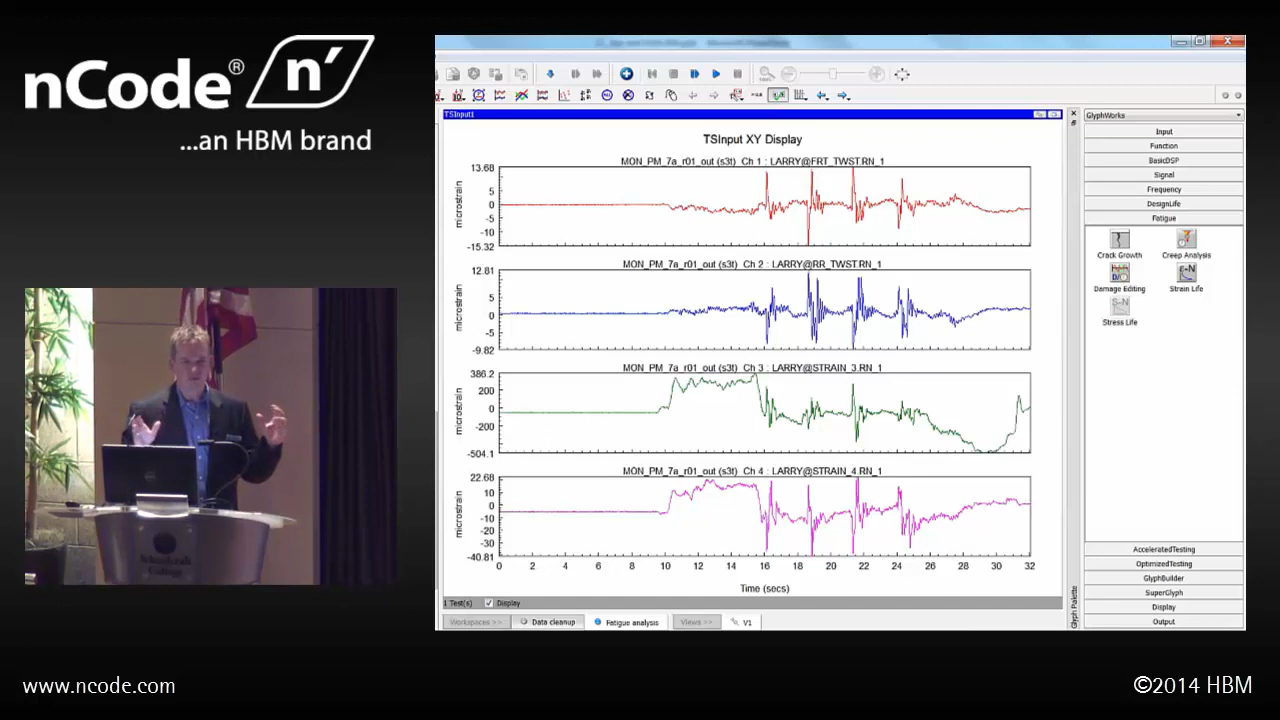 nCode® n'
...an HBM brand
TSInput1
GlyphWorks
TSInput XY Display
Input
Function
BasicDSP
Signal
Frequency
DesignLife
Fatigue
Crack Growth
Creep Analysis
Damage Editing
Strain Life
S-N
Stress Life
MON_PM_7a_r01_out (s3t) Ch 1 : LARRY@FRT_TWST.RN_1
13.68
5
0
-5
-10
-15.32
microstrain
MON_PM_7a_r01_out (s3t) Ch 2 : LARRY@RR_TWST.RN_1
12.81
5
0
-5
-9.82
microstrain
MON_PM_7a_r01_out (s3t) Ch 3 : LARRY@STRAIN_3.RN_1
386.2
200
0
-200
-504.1
microstrain
MON_PM_7a_r01_out (s3t) Ch 4 : LARRY@STRAIN_4.RN_1
22.68
10
0
-10
-20
-30
-40.81
microstrain
0 2 4 6 8 10 12 14 16 18 20 22 24 26 28 30 32
Time (secs)
AcceleratedTesting
OptimizedTesting
GlyphBuilder
SuperGlyph
Display
Output
Glyph Palette
1 Test(s) Display
Workspaces >> Data cleanup Fatigue analysis Views >> V1
www.ncode.com
©2014 HBM